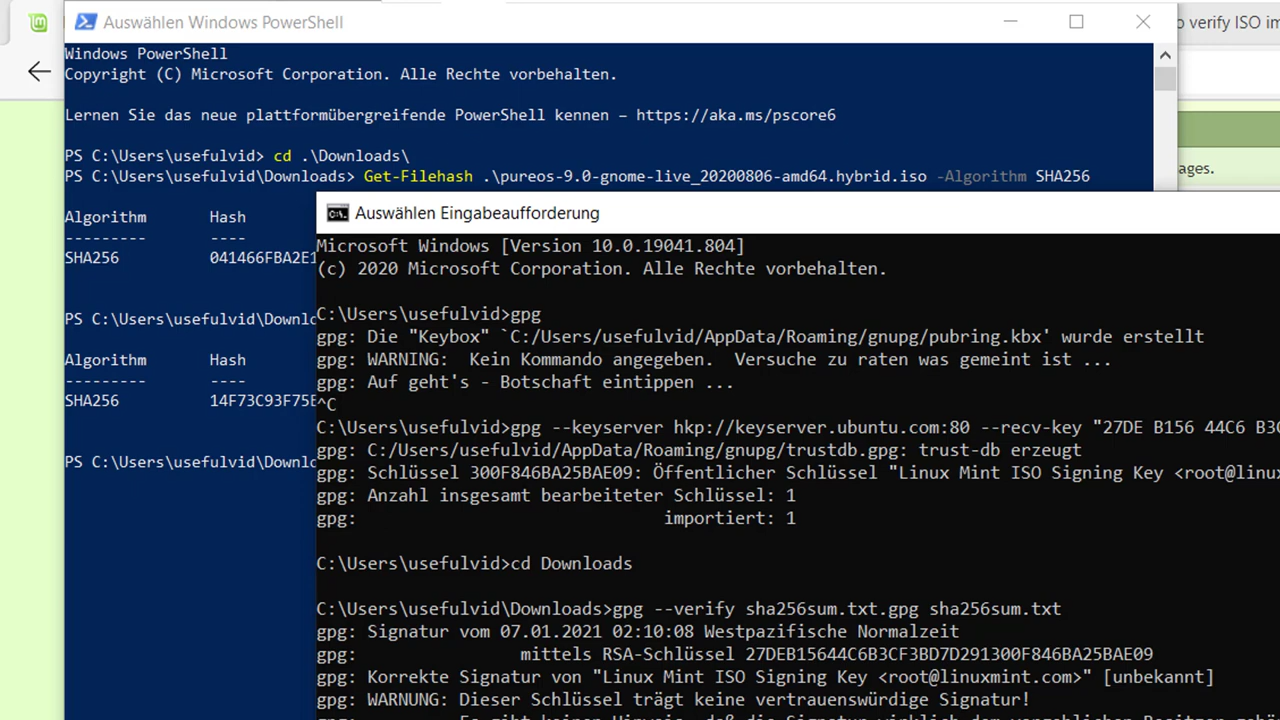 Auswählen Windows PowerShell
o verify ISO im
Windows PowerShell
Copyright (C) Microsoft Corporation. Alle Rechte vorbehalten.
Lernen Sie das neue plattformübergreifende PowerShell kennen – https://aka.ms/pscore6
PS C:\Users\usefulvid> cd .\Downloads\
PS C:\Users\usefulvid\Downloads> Get-Filehash .\pureos-9.0-gnome-live_20200806-amd64.hybrid.iso -Algorithm SHA256
ages.
Algorithm Hash
--------- ----
SHA256 041466FBA2E1
PS C:\Users\usefulvid\Downlo
Algorithm Hash
--------- ----
SHA256 14F73C93F75E
PS C:\Users\usefulvid\Downlo
Auswählen Eingabeaufforderung
Microsoft Windows [Version 10.0.19041.804]
(c) 2020 Microsoft Corporation. Alle Rechte vorbehalten.
C:\Users\usefulvid>gpg
gpg: Die "Keybox" `C:/Users/usefulvid/AppData/Roaming/gnupg/pubring.kbx' wurde erstellt
gpg: WARNING: Kein Kommando angegeben. Versuche zu raten was gemeint ist ...
gpg: Auf geht's - Botschaft eintippen ...
^C
C:\Users\usefulvid>gpg --keyserver hkp://keyserver.ubuntu.com:80 --recv-key "27DE B156 44C6 B3C
gpg: C:/Users/usefulvid/AppData/Roaming/gnupg/trustdb.gpg: trust-db erzeugt
gpg: Schlüssel 300F846BA25BAE09: Öffentlicher Schlüssel "Linux Mint ISO Signing Key <root@linux
gpg: Anzahl insgesamt bearbeiteter Schlüssel: 1
gpg: importiert: 1
C:\Users\usefulvid>cd Downloads
C:\Users\usefulvid\Downloads>gpg --verify sha256sum.txt.gpg sha256sum.txt
gpg: Signatur vom 07.01.2021 02:10:08 Westpazifische Normalzeit
gpg: mittels RSA-Schlüssel 27DEB15644C6B3CF3BD7D291300F846BA25BAE09
gpg: Korrekte Signatur von "Linux Mint ISO Signing Key <root@linuxmint.com>" [unbekannt]
gpg: WARNUNG: Dieser Schlüssel trägt keine vertrauenswürdige Signatur!